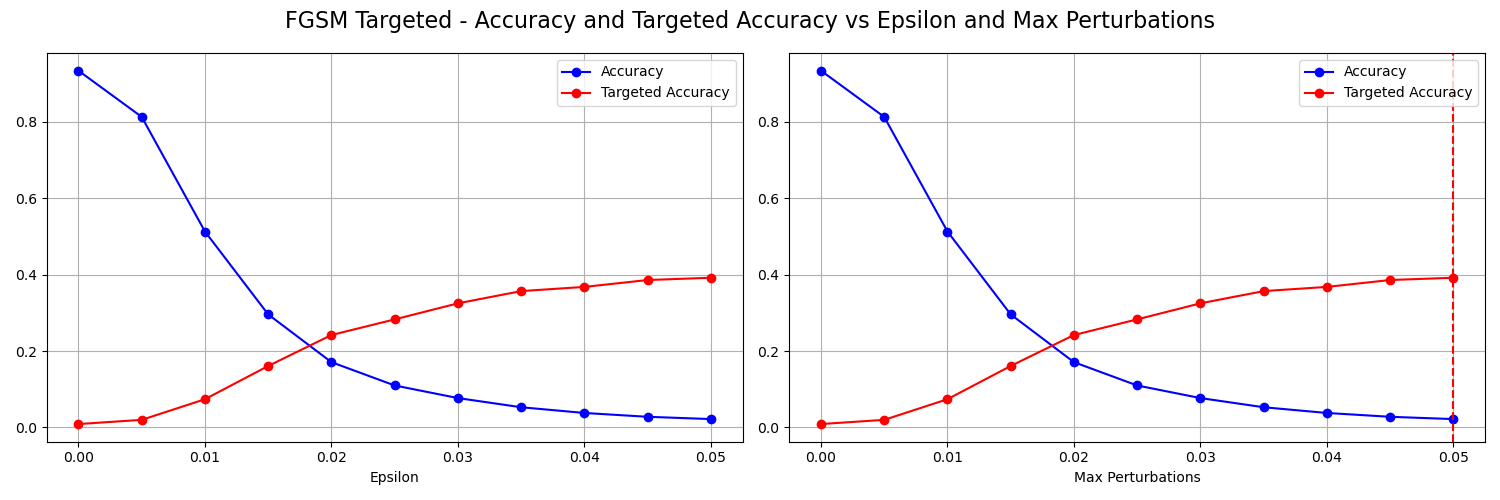 FGSM Targeted - Accuracy and Targeted Accuracy vs Epsilon and Max Perturbations
Accuracy
Targeted Accuracy
0.8
0.6
0.4
0.2
0.0
0.00 0.01 0.02 0.03 0.04 0.05
Epsilon
Accuracy
Targeted Accuracy
0.8
0.6
0.4
0.2
0.0
0.00 0.01 0.02 0.03 0.04 0.05
Max Perturbations